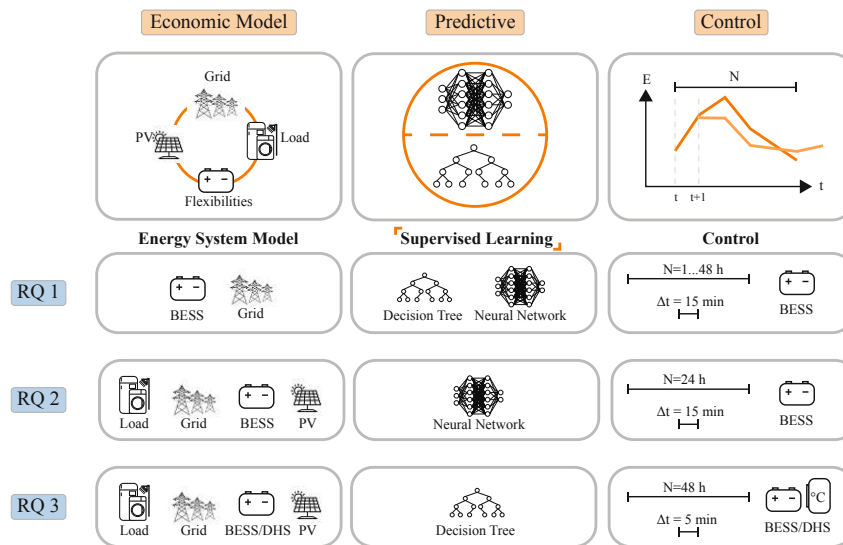 Economic Model
Predictive
Control
Grid
PV
Load
+ −
Flexibilities
E
N
t
t
t+1
Energy System Model
Supervised Learning
Control
RQ 1
+ −
BESS
Grid
Decision Tree
Neural Network
N=1...48 h
Δt = 15 min
+ −
BESS
RQ 2
Load
Grid
+ −
BESS
PV
Neural Network
N=24 h
Δt = 15 min
+ −
BESS
RQ 3
Load
Grid
+ −
BESS/DHS
PV
Decision Tree
N=48 h
Δt = 5 min
+ −
°C
BESS/DHS